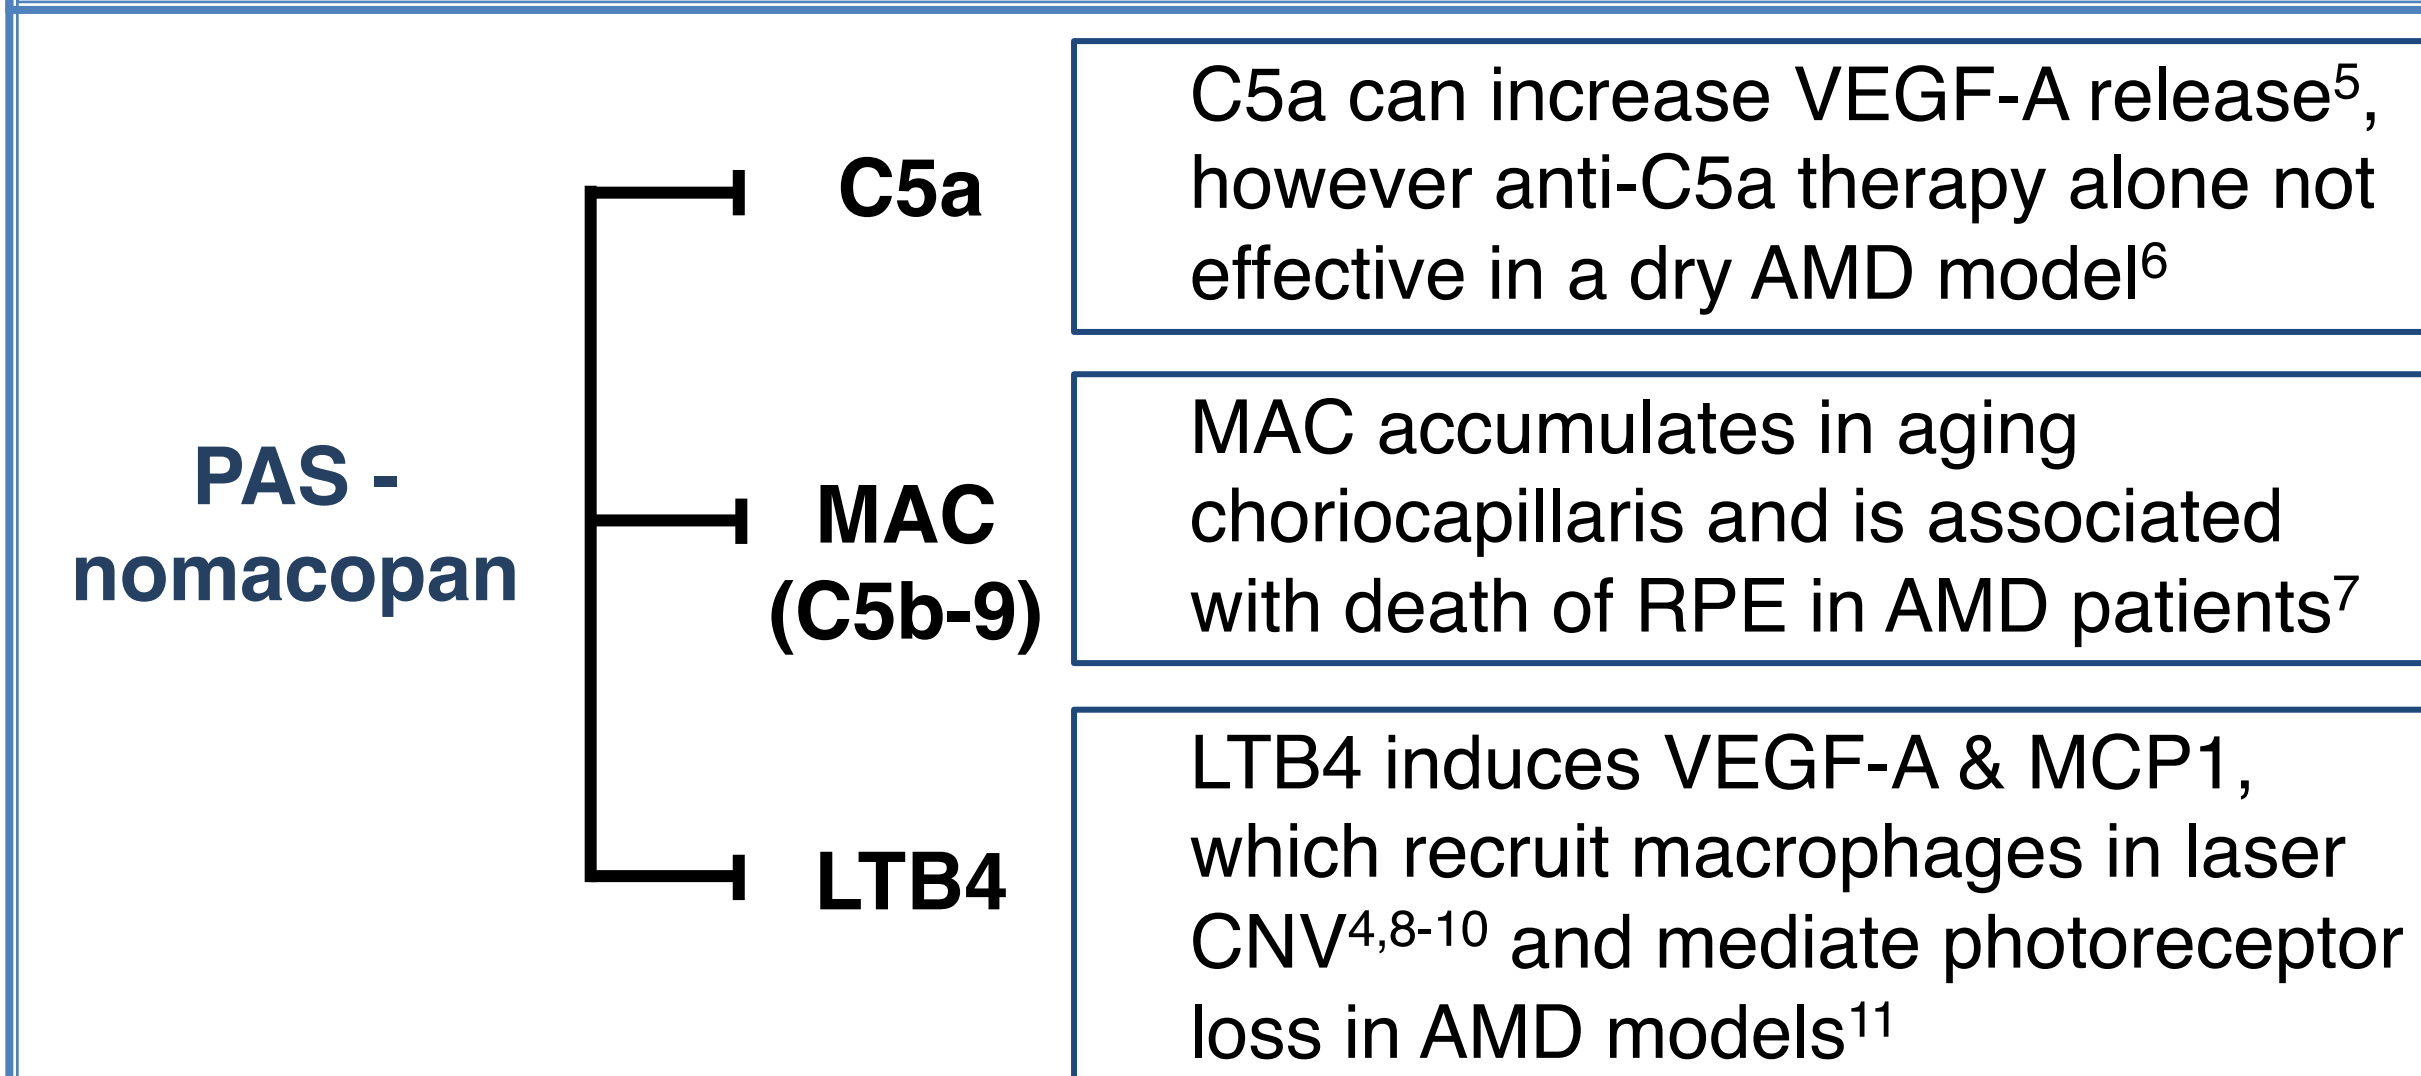 PAS -
nomacopan
C5a
C5a can increase VEGF-A release⁵,
however anti-C5a therapy alone not
effective in a dry AMD model⁶
MAC
(C5b-9)
MAC accumulates in aging
choriocapillaris and is associated
with death of RPE in AMD patients⁷
LTB4
LTB4 induces VEGF-A & MCP1,
which recruit macrophages in laser
CNV⁴,⁸⁻¹⁰ and mediate photoreceptor
loss in AMD models¹¹